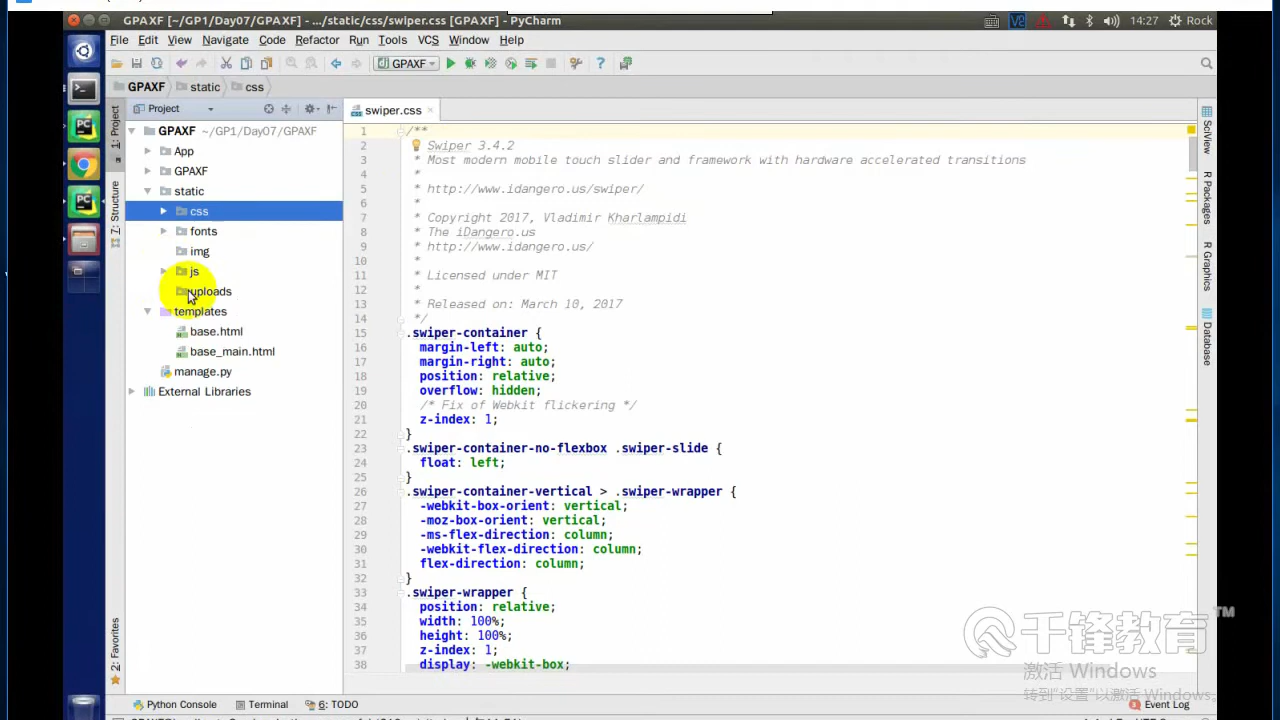 GPAXF [~/GP1/Day07/GPAXF] - .../static/css/swiper.css [GPAXF] - PyCharm
14:27 Rock
File Edit View Navigate Code Refactor Run Tools VCS Window Help
GPAXF
GPAXF static css
Project
swiper.css
1: Project
7: Structure
2: Favorites
GPAXF ~/GP1/Day07/GPAXF
App
GPAXF
static
css
fonts
img
js
uploads
templates
base.html
base_main.html
manage.py
External Libraries
1 /**
2 Swiper 3.4.2
3 * Most modern mobile touch slider and framework with hardware accelerated transitions
4 *
5 * http://www.idangero.us/swiper/
6 *
7 * Copyright 2017, Vladimir Kharlampidi
8 * The iDangero.us
9 * http://www.idangero.us/
10 *
11 * Licensed under MIT
12 *
13 * Released on: March 10, 2017
14 */
15 .swiper-container {
16 margin-left: auto;
17 margin-right: auto;
18 position: relative;
19 overflow: hidden;
20 /* Fix of Webkit flickering */
21 z-index: 1;
22 }
23 .swiper-container-no-flexbox .swiper-slide {
24 float: left;
25 }
26 .swiper-container-vertical > .swiper-wrapper {
27 -webkit-box-orient: vertical;
28 -moz-box-orient: vertical;
29 -ms-flex-direction: column;
30 -webkit-flex-direction: column;
31 flex-direction: column;
32 }
33 .swiper-wrapper {
34 position: relative;
35 width: 100%;
36 height: 100%;
37 z-index: 1;
38 display: -webkit-box;
SciView
R Packages
R Graphics
Database
千锋教育 TM
激活 Windows
转到"设置"以激活 Windows。
Python Console Terminal 6: TODO Event Log